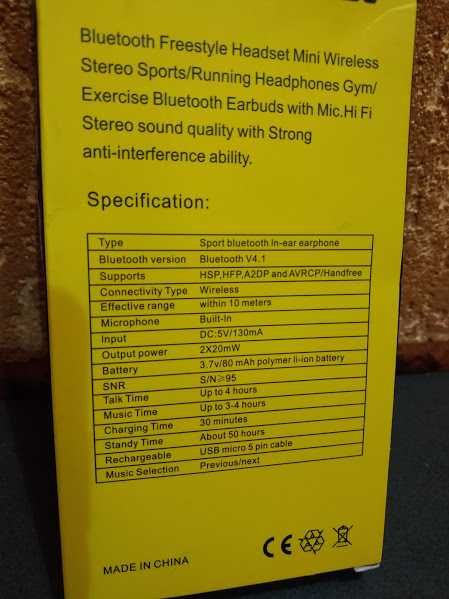 Bluetooth Freestyle Headset Mini Wireless
Stereo Sports/Running Headphones Gym/
Exercise Bluetooth Earbuds with Mic.Hi Fi
Stereo sound quality with Strong
anti-interference ability.
Specification:
Type Sport bluetooth In-ear earphone
Bluetooth version Bluetooth V4.1
Supports HSP,HFP,A2DP and AVRCP/Handfree
Connectivity Type Wireless
Effective range within 10 meters
Microphone Built-In
Input DC:5V/130mA
Output power 2X20mW
Battery 3.7v/80 mAh polymer li-ion battery
SNR S/N≥95
Talk Time Up to 4 hours
Music Time Up to 3-4 hours
Charging Time 30 minutes
Standy Time About 50 hours
Rechargeable USB micro 5 pin cable
Music Selection Previous/next
CE
MADE IN CHINA